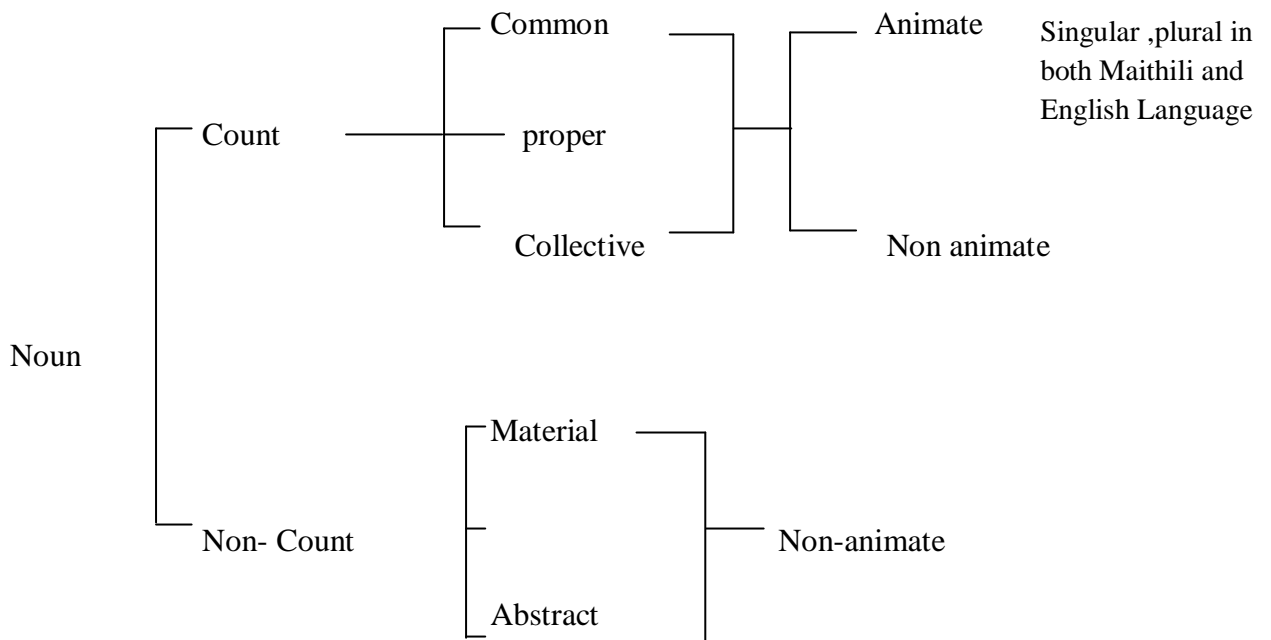 Common
Animate
Singular ,plural in
both Maithili and
English Language
Count
proper
Collective
Non animate
Noun
Material
Non- Count
Non-animate
Abstract